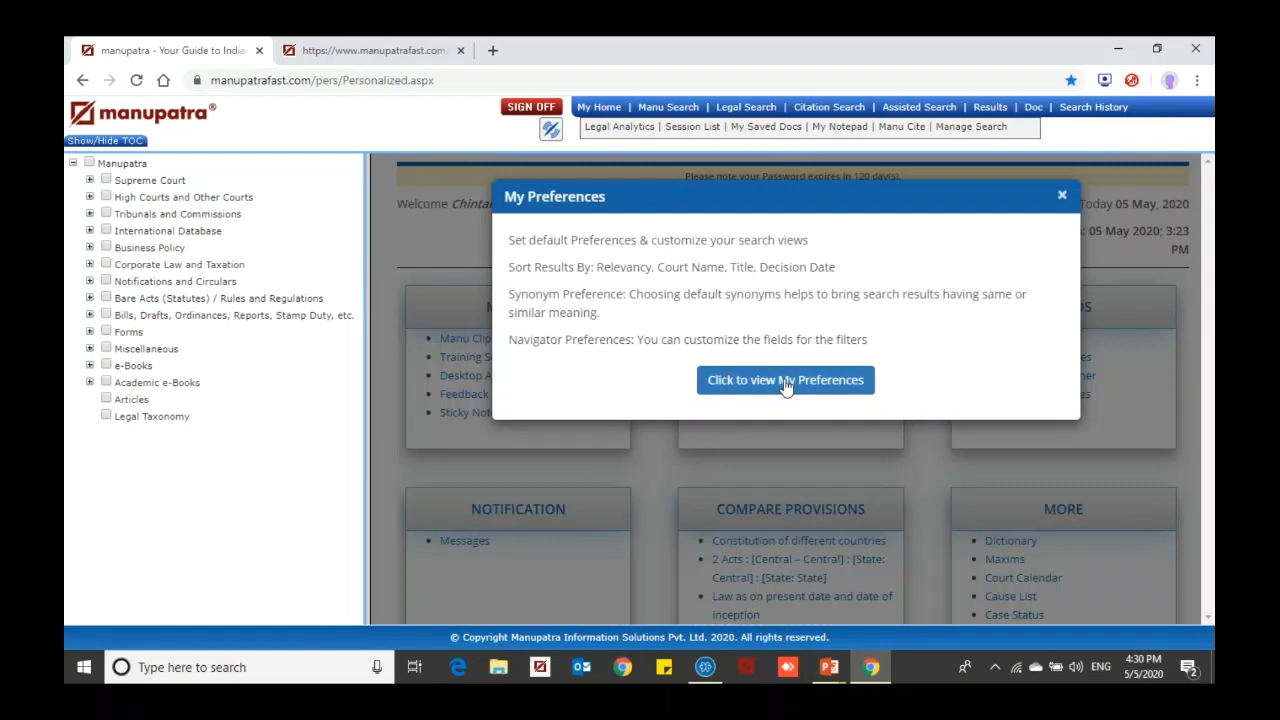 manupatra - Your Guide to India
https://www.manupatrafast.com
manupatrafast.com/pers/Personalized.aspx
manupatra®
SIGN OFF
My Home | Manu Search | Legal Search | Citation Search | Assisted Search | Results | Doc | Search History
Legal Analytics | Session List | My Saved Docs | My Notepad | Manu Cite | Manage Search
Show/Hide TOC
Manupatra
Supreme Court
High Courts and Other Courts
Tribunals and Commissions
International Database
Business Policy
Corporate Law and Taxation
Notifications and Circulars
Bare Acts (Statutes) / Rules and Regulations
Bills, Drafts, Ordinances, Reports, Stamp Duty, etc.
Forms
Miscellaneous
e-Books
Academic e-Books
Articles
Legal Taxonomy
Please note your Password expires in 120 day(s).
Welcome
Today 05 May, 2020
: 05 May 2020; 3:23
PM
My Preferences
×
Set default Preferences & customize your search views
Sort Results By: Relevancy, Court Name, Title, Decision Date
Synonym Preference: Choosing default synonyms helps to bring search results having same or
similar meaning.
Navigator Preferences: You can customize the fields for the filters
Click to view My Preferences
Manu Clip
Training S
Desktop A
Feedback
Sticky Not
NOTIFICATION
Messages
COMPARE PROVISIONS
Constitution of different countries
2 Acts : [Central – Central] : [State:
Central] : [State: State]
Law as on present date and date of
inception
MORE
Dictionary
Maxims
Court Calendar
Cause List
Case Status
© Copyright Manupatra Information Solutions Pvt. Ltd. 2020. All rights reserved.
Type here to search
ENG
4:30 PM
5/5/2020
2